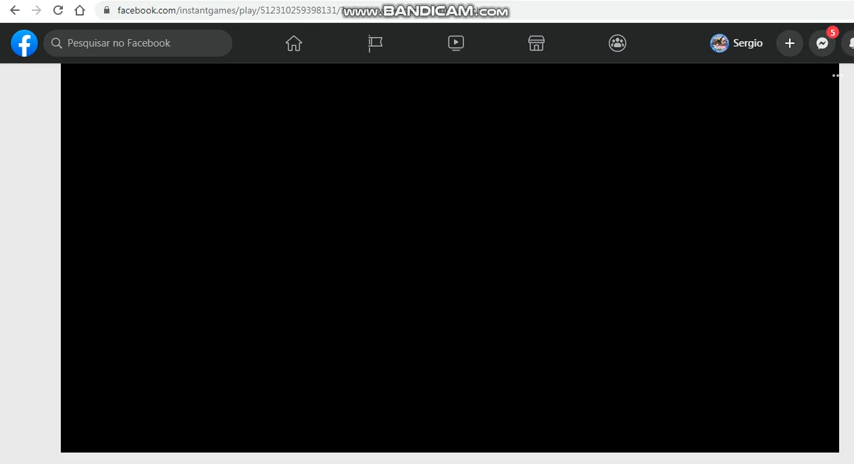 facebook.com/instantgames/play/512310259398131/
www.BANDICAM.com
Pesquisar no Facebook
Sergio
5